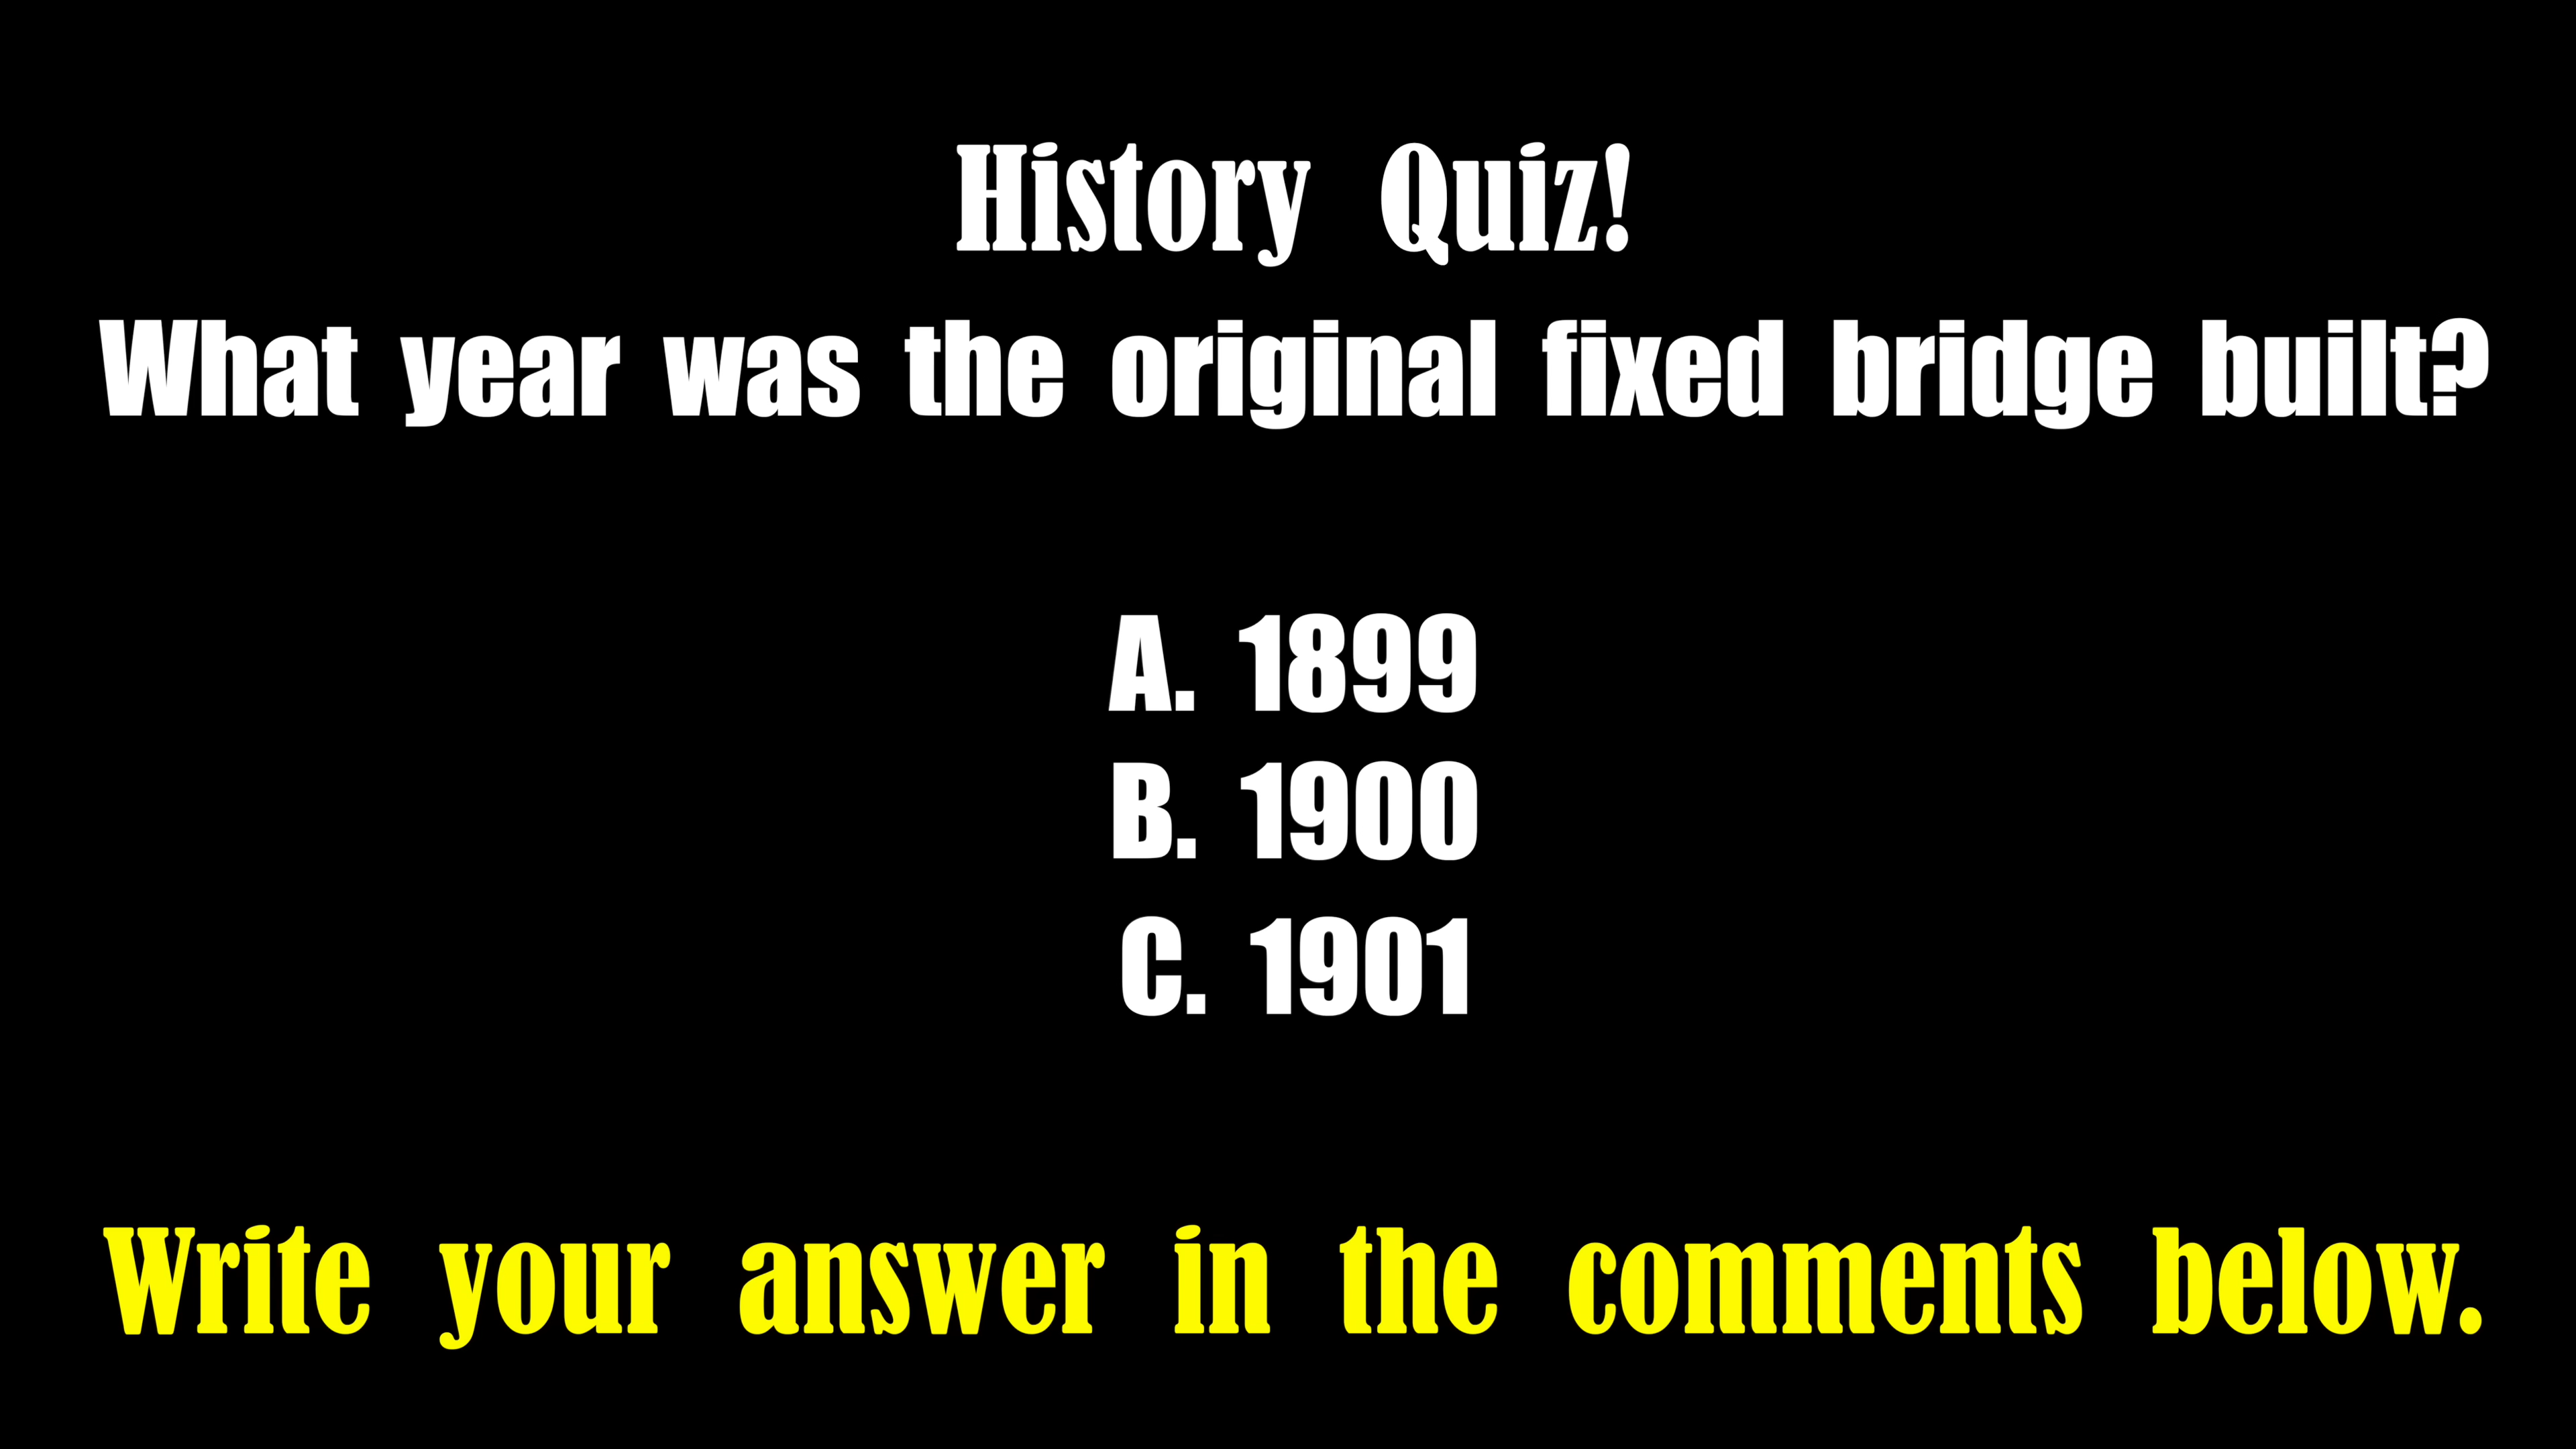 History Quiz!
What year was the original fixed bridge built?
A. 1899
B. 1900
C. 1901
Write your answer in the comments below.